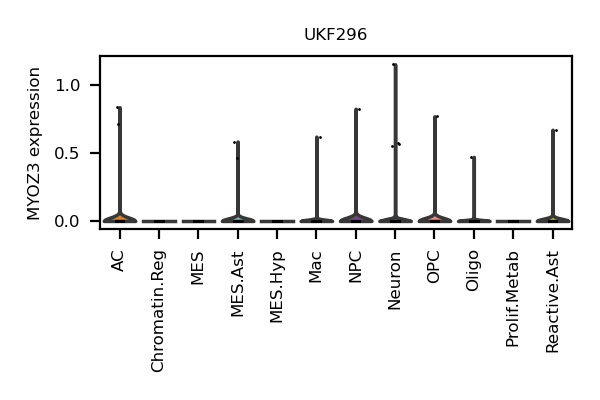 UKF296
MYOZ3 expression
1.0
0.5
0.0
AC
Chromatin.Reg
MES
MES.Ast
MES.Hyp
Mac
NPC
Neuron
OPC
Oligo
Prolif.Metab
Reactive.Ast